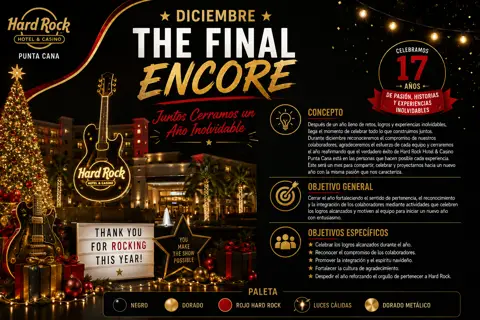 Hard Rock
HOTEL & CASINO
PUNTA CANA
★ DICIEMBRE ★
THE FINAL
ENCORE
Juntos Cerramos un
Año Inolvidable
CELEBRAMOS
17
AÑOS
DE PASIÓN, HISTORIAS
Y EXPERIENCIAS
INOLVIDABLES
CONCEPTO
Después de un año lleno de retos, logros y experiencias inolvidables,
llega el momento de celebrar todo lo que construimos juntos.
Durante diciembre reconoceremos el compromiso de nuestros
colaboradores, agradeceremos el esfuerzo de cada equipo y cerraremos
el año reafirmando que el verdadero éxito de Hard Rock Hotel & Casino
Punta Cana está en las personas que hacen posible cada experiencia.
Este será un mes para compartir, celebrar y proyectarnos hacia un nuevo
año con la misma pasión que nos caracteriza.
OBJETIVO GENERAL
Cerrar el año fortaleciendo el sentido de pertenencia, el reconocimiento
y la integración de los colaboradores mediante actividades que celebren
los logros alcanzados y motiven al equipo para iniciar un nuevo año
con entusiasmo.
OBJETIVOS ESPECÍFICOS
★ Celebrar los logros alcanzados durante el año.
★ Reconocer el compromiso de los colaboradores.
★ Promover la integración y el espíritu navideño.
★ Fortalecer la cultura de agradecimiento.
★ Despedir el año reforzando el orgullo de pertenecer a Hard Rock.
Hard Rock
HOTEL & CASINO
THANK YOU
FOR ROCKING
THIS YEAR!
YOU
MAKE
THE SHOW
POSSIBLE
PALETA
NEGRO
DORADO
ROJO HARD ROCK
LUCES CÁLIDAS
DORADO METÁLICO